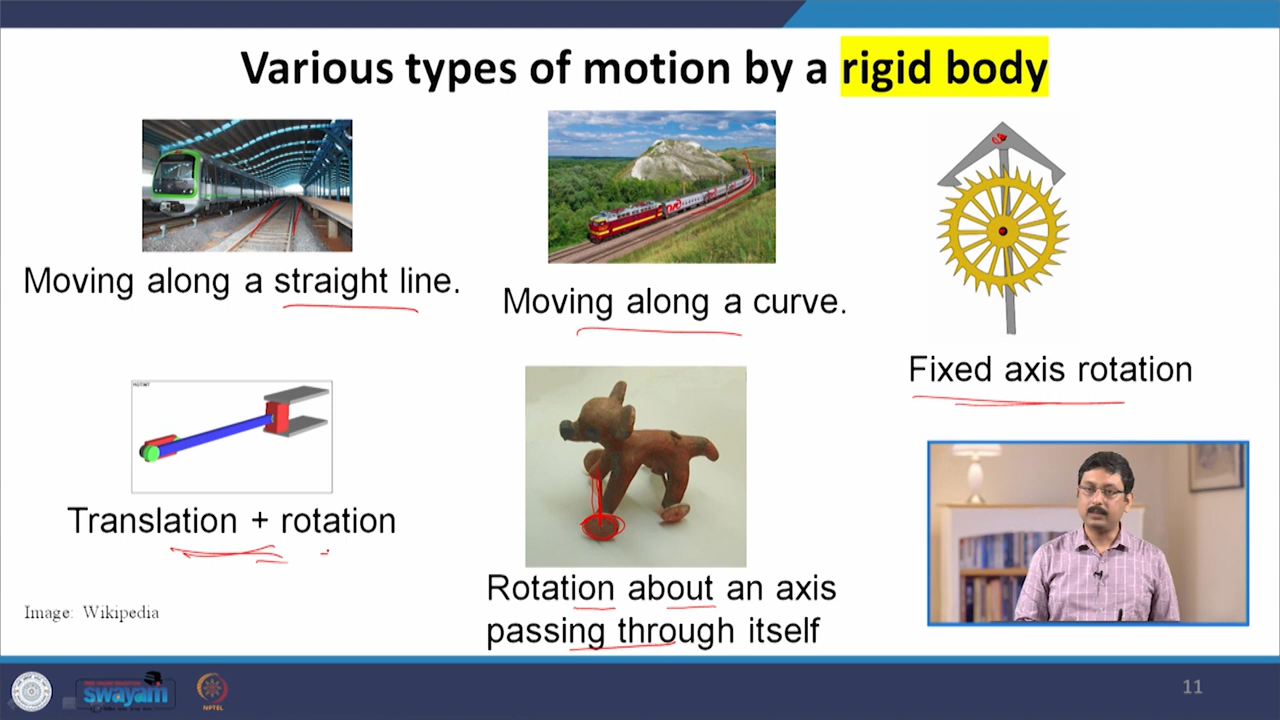 Various types of motion by a rigid body
Moving along a straight line.
Moving along a curve.
Fixed axis rotation
Translation + rotation
Rotation about an axis
passing through itself
Image: Wikipedia
swayam
NPTEL
11